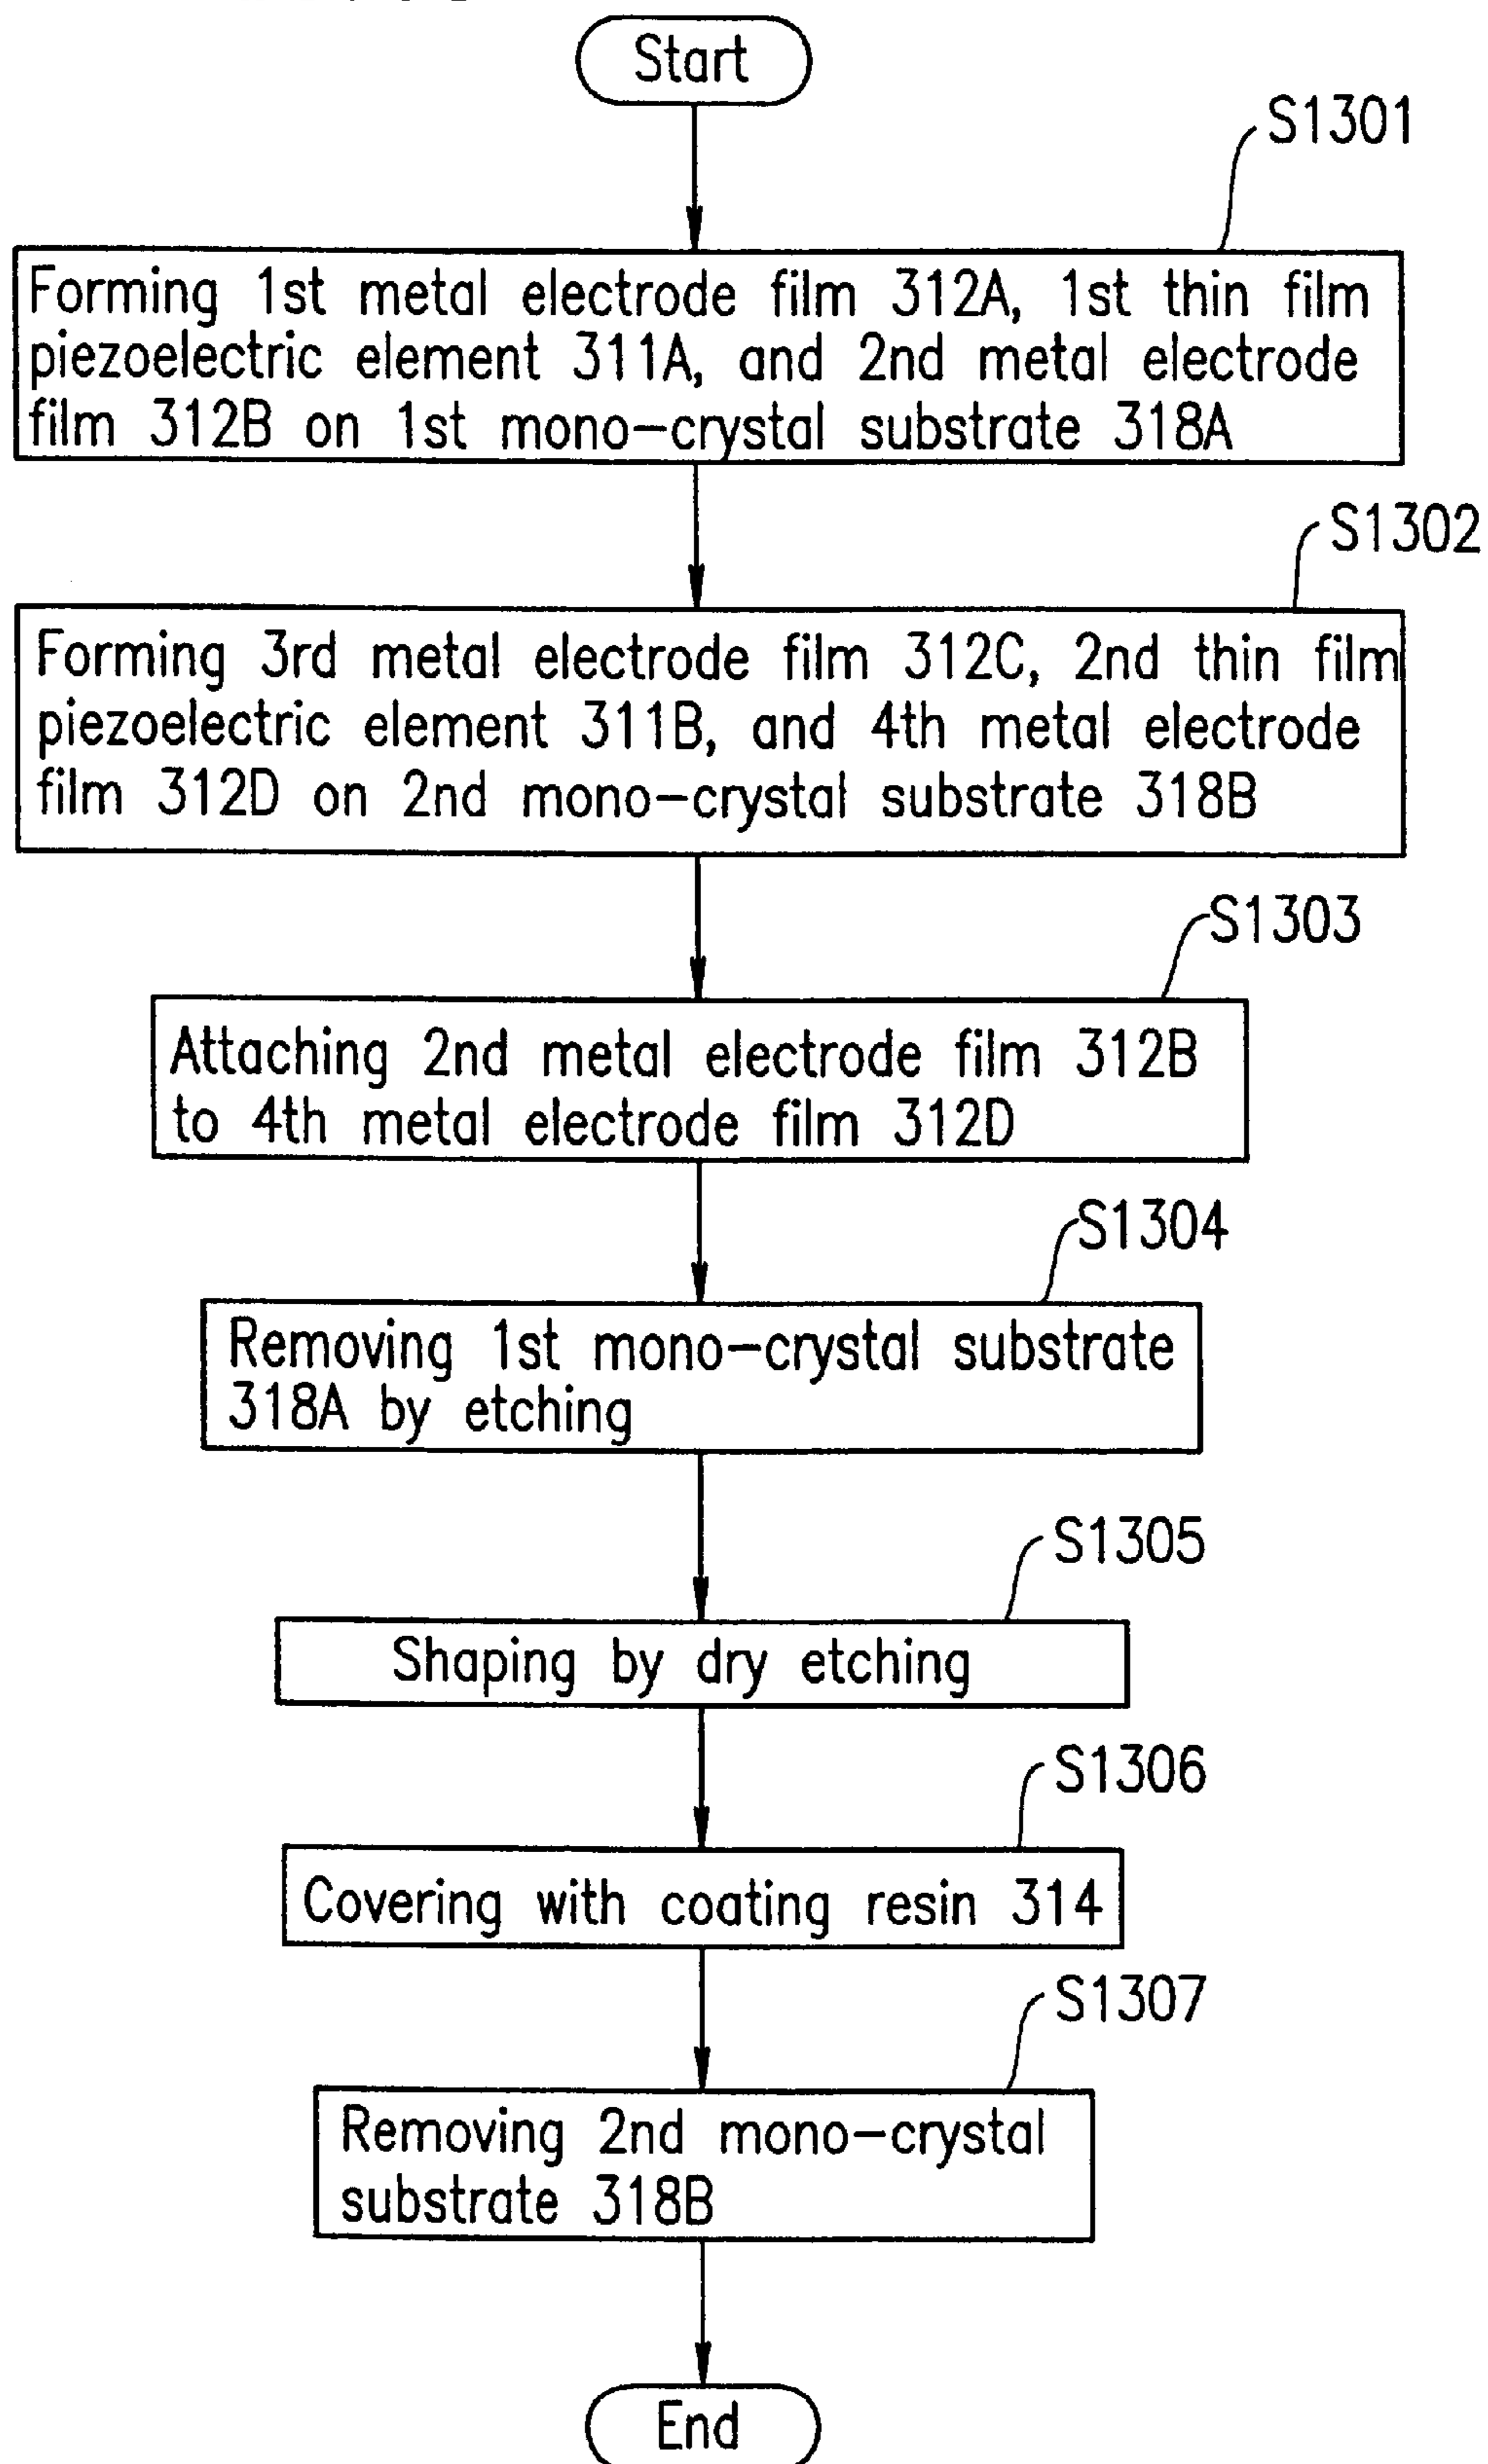 Start
S1301
Forming 1st metal electrode film 312A, 1st thin film
piezoelectric element 311A, and 2nd metal electrode
film 312B on 1st mono-crystal substrate 318A
S1302
Forming 3rd metal electrode film 312C, 2nd thin film
piezoelectric element 311B, and 4th metal electrode
film 312D on 2nd mono-crystal substrate 318B
S1303
Attaching 2nd metal electrode film 312B
to 4th metal electrode film 312D
S1304
Removing 1st mono-crystal substrate
318A by etching
S1305
Shaping by dry etching
S1306
Covering with coating resin 314
S1307
Removing 2nd mono-crystal
substrate 318B
End